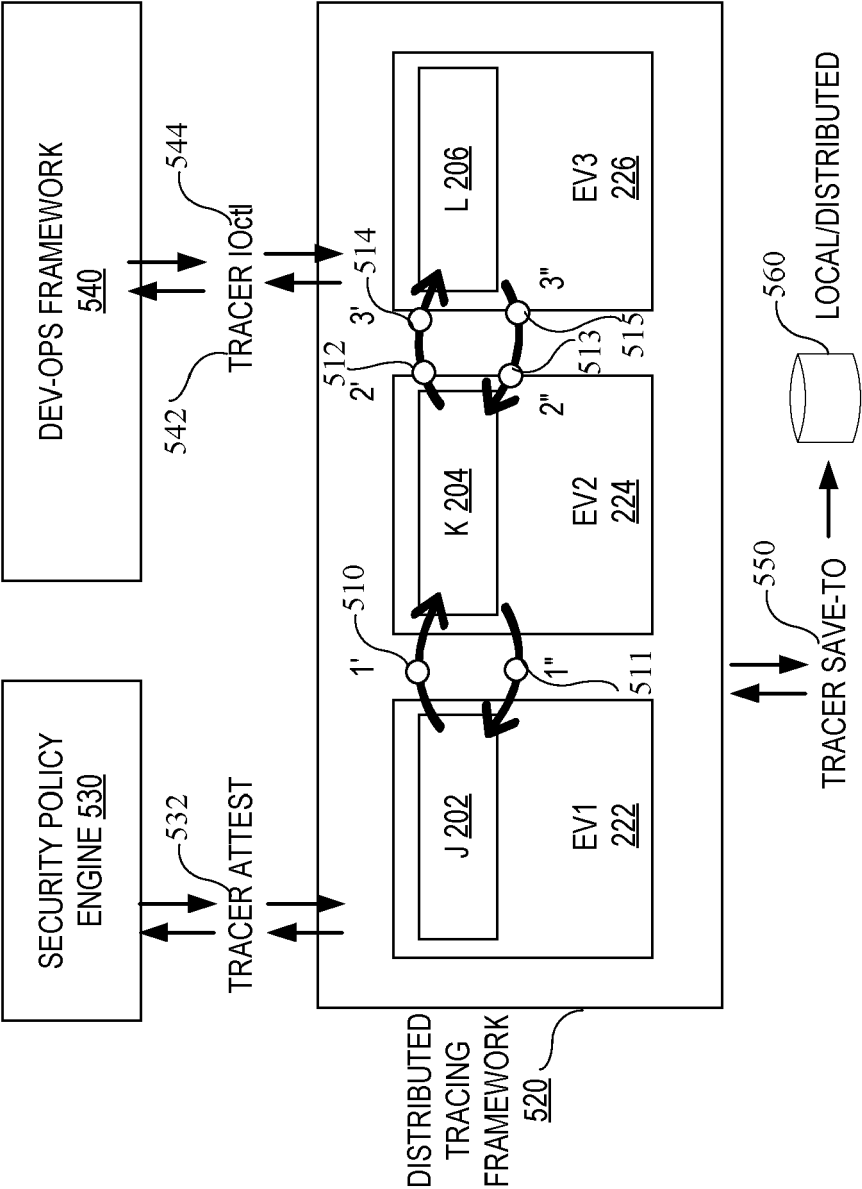 SECURITY POLICY
ENGINE 530
DEV-OPS FRAMEWORK
540
532
TRACER ATTEST
542
544
TRACER IOctl
DISTRIBUTED
TRACING
FRAMEWORK
520
J 202
EV1
222
1'
510
1"
511
K 204
EV2
224
2'
512
3'
514
2"
513
3"
515
L 206
EV3
226
550
TRACER SAVE-TO
560
LOCAL/DISTRIBUTED